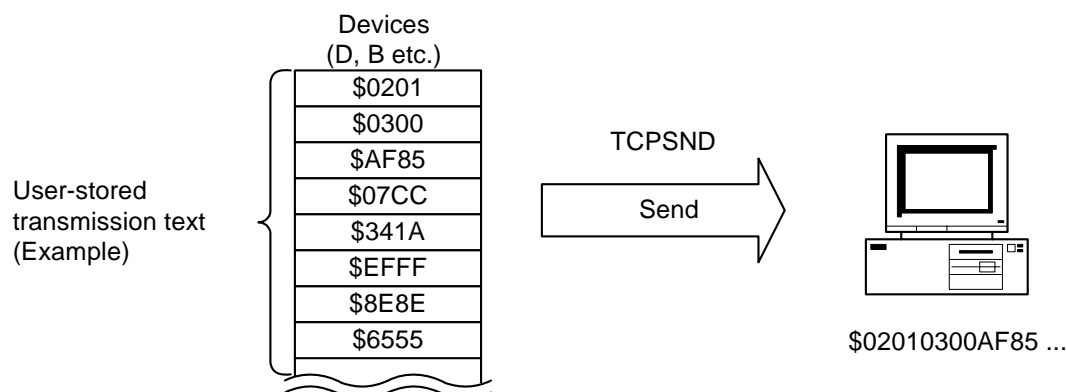 Devices
(D, B etc.)
$0201
$0300
$AF85
$07CC
$341A
$EFFF
$8E8E
$6555
User-stored
transmission text
(Example)
TCPSND
Send
$02010300AF85 ...